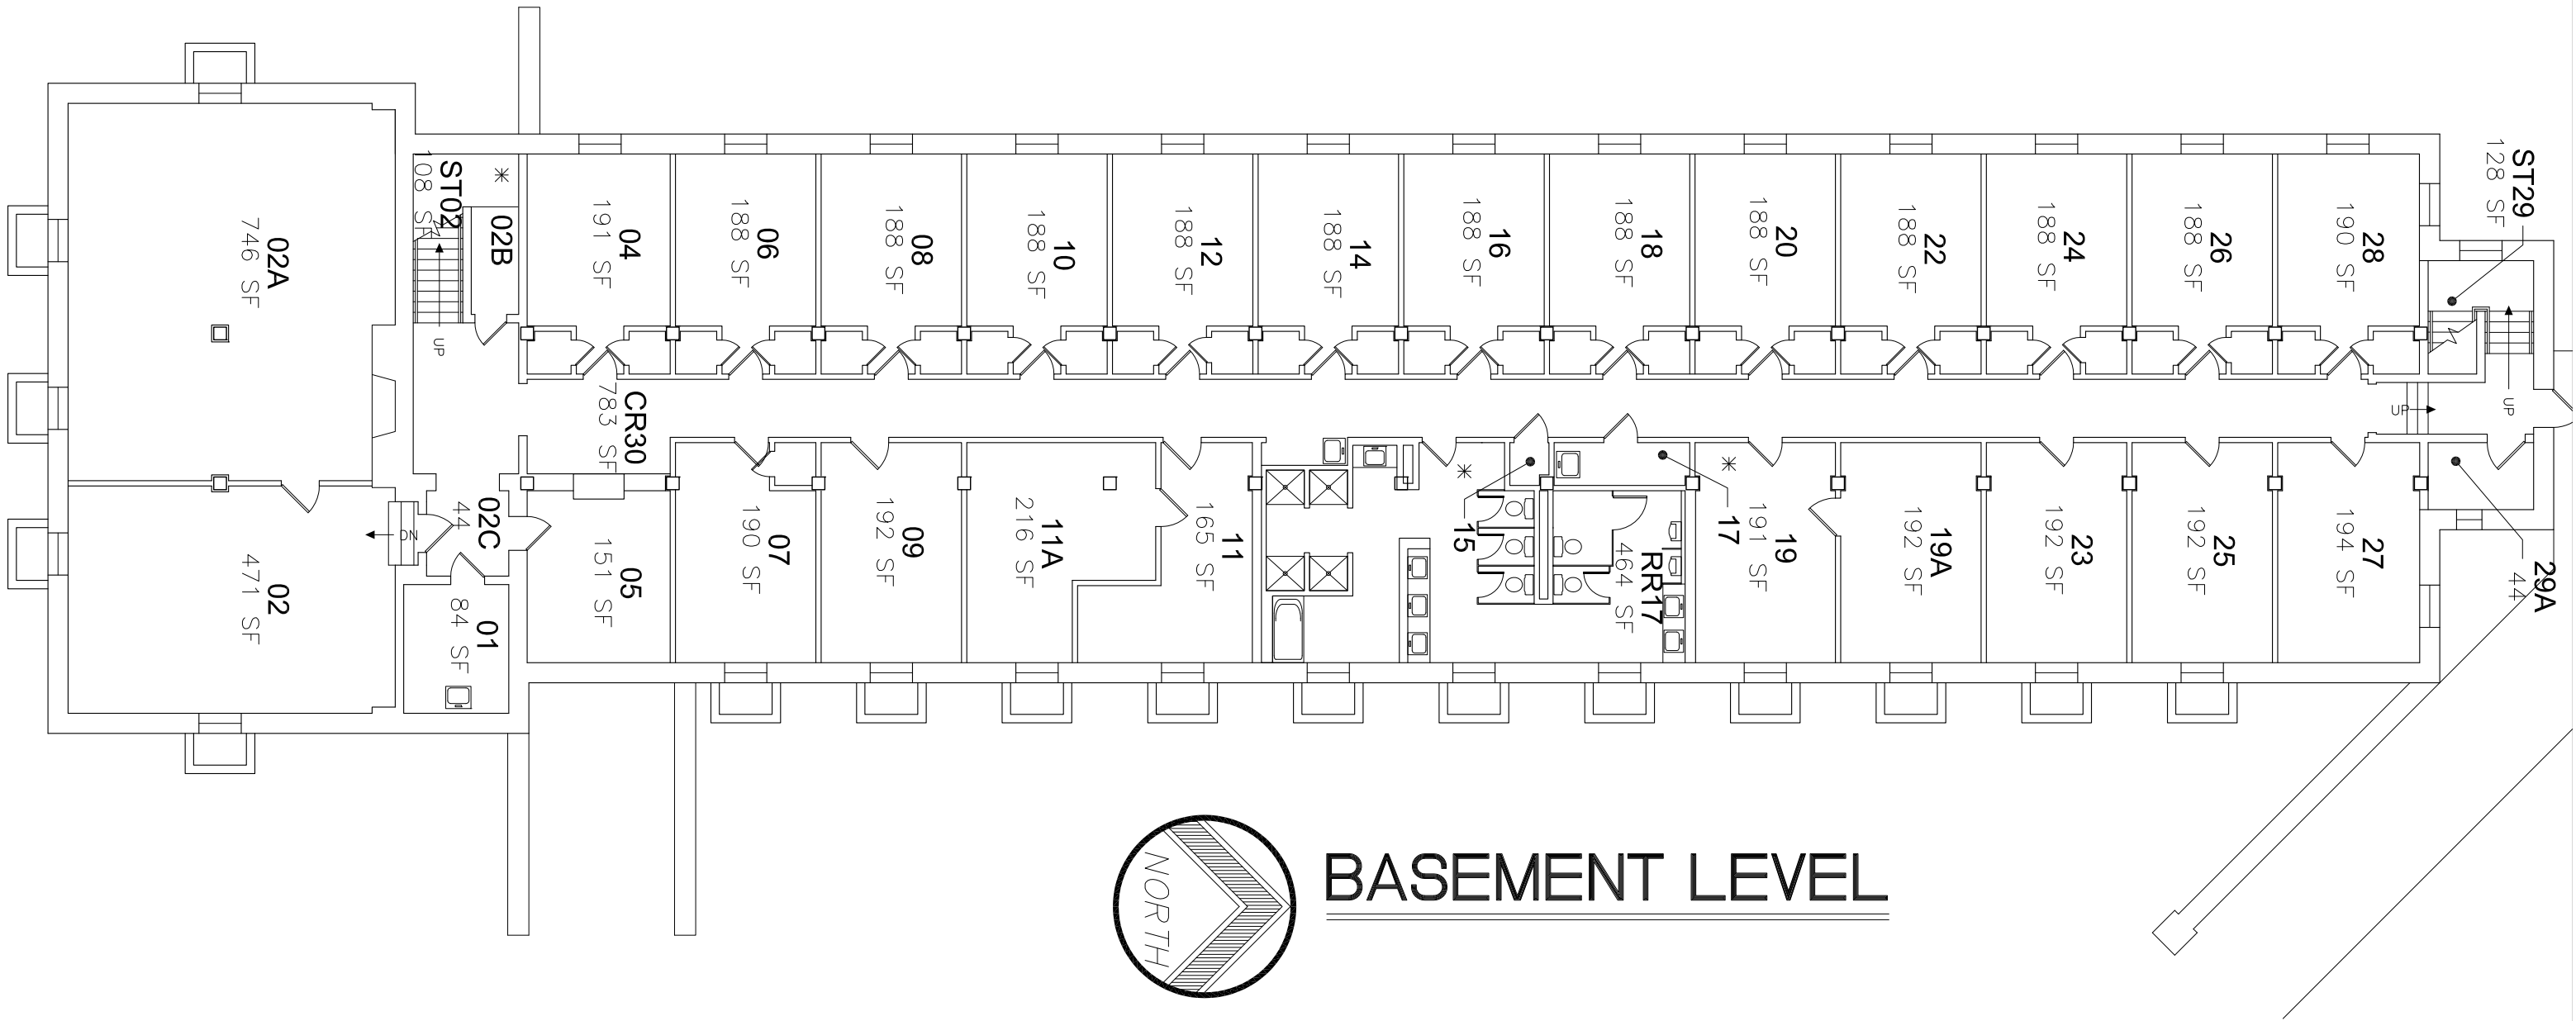 02A
746 SF
02
471 SF
ST02
108 SF
UP
02B
*
02C
44
DN
01
84 SF
04
191 SF
06
188 SF
08
188 SF
10
188 SF
12
188 SF
14
188 SF
16
188 SF
18
188 SF
20
188 SF
22
188 SF
24
188 SF
26
188 SF
28
190 SF
ST29
128 SF
UP
UP
CR30
783 SF
05
151 SF
07
190 SF
09
192 SF
11A
216 SF
11
165 SF
*
15
RR17
464 SF
17
*
19
191 SF
19A
192 SF
23
192 SF
25
192 SF
27
194 SF
29A
44
NORTH
BASEMENT LEVEL